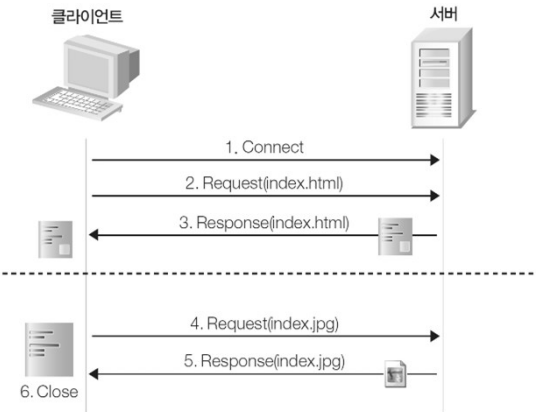 클라이언트
서버
1. Connect
2. Request(index.html)
3. Response(index.html)
4. Request(index.jpg)
5. Response(index.jpg)
6. Close